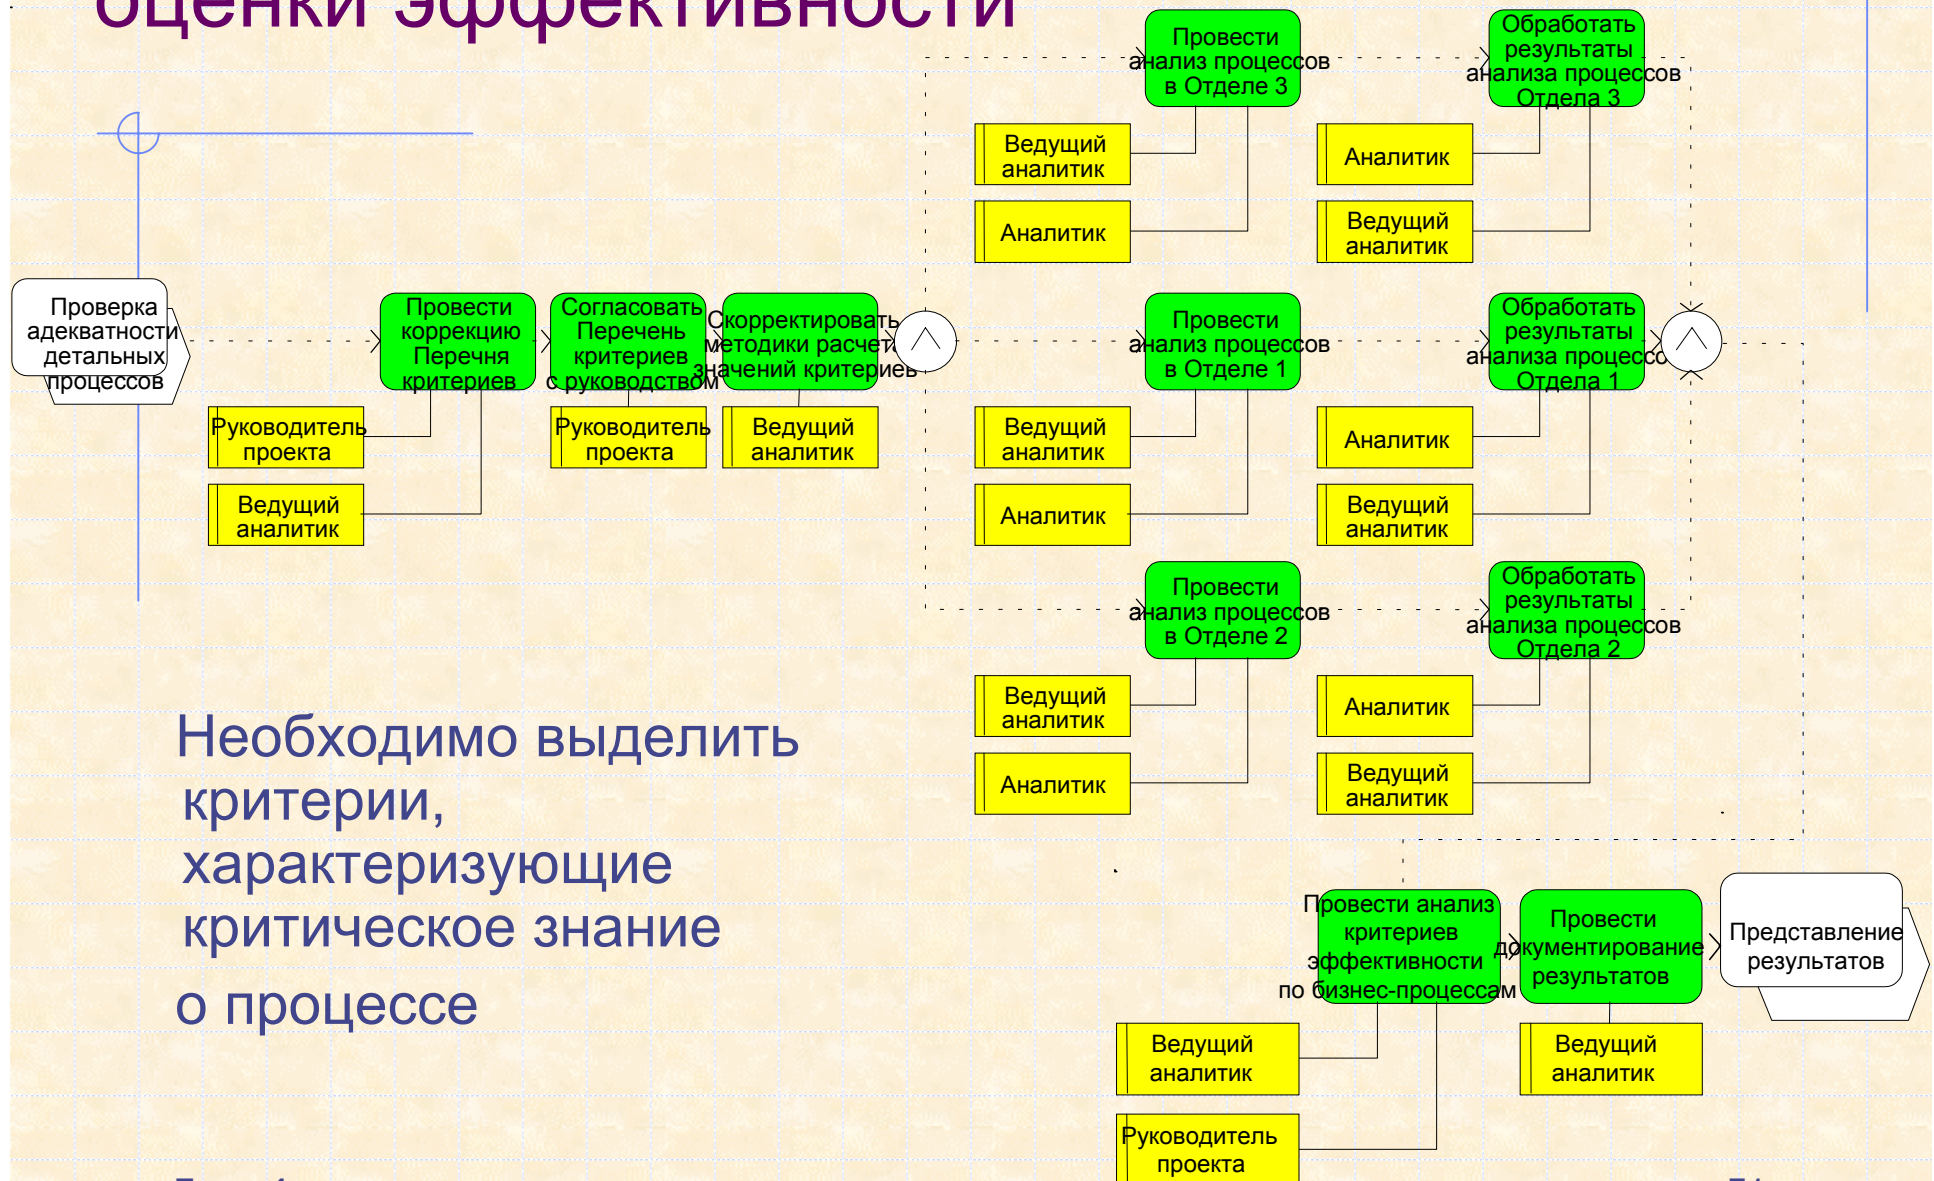 оценки эффективности
Провести
анализ процессов
в Отделе 3
Обработать
результаты
анализа процессов
Отдела 3
Ведущий
аналитик
Аналитик
Аналитик
Ведущий
аналитик
Проверка
адекватности
детальных
процессов
Провести
коррекцию
Перечня
критериев
Согласовать
Перечень
критериев
с руководством
Скорректировать
методики расчета
значений критериев
Провести
анализ процессов
в Отделе 1
Обработать
результаты
анализа процессов
Отдела 1
Руководитель
проекта
Ведущий
аналитик
Руководитель
проекта
Ведущий
аналитик
Ведущий
аналитик
Аналитик
Аналитик
Ведущий
аналитик
Провести
анализ процессов
в Отделе 2
Обработать
результаты
анализа процессов
Отдела 2
Ведущий
аналитик
Аналитик
Аналитик
Ведущий
аналитик
Необходимо выделить
критерии,
характеризующие
критическое знание
о процессе
Провести анализ
критериев
эффективности
по бизнес-процессам
Провести
документирование
результатов
Представление
результатов
Ведущий
аналитик
Руководитель
проекта
Ведущий
аналитик